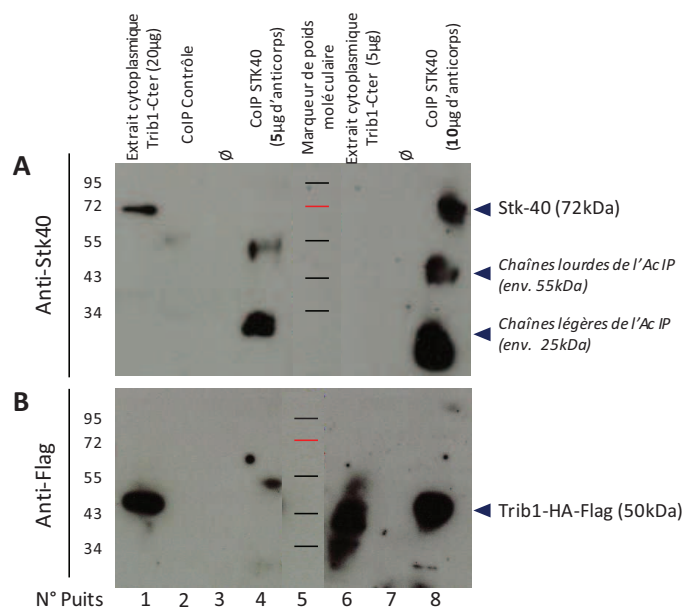 Extrait cytoplasmique
Trib1-Cter (20µg)
CoIP Contrôle
Ø
CoIP STK40
(5µg d'anticorps)
Marqueur de poids
moléculaire
Extrait cytoplasmique
Trib1-Cter (5µg)
Ø
CoIP STK40
(10µg d'anticorps)
A
Anti-Stk40
95
72
55
43
34
Stk-40 (72kDa)
Chaînes lourdes de l'Ac IP
(env. 55kDa)
Chaînes légères de l'Ac IP
(env. 25kDa)
B
Anti-Flag
95
72
55
43
34
Trib1-HA-Flag (50kDa)
N° Puits 1 2 3 4 5 6 7 8